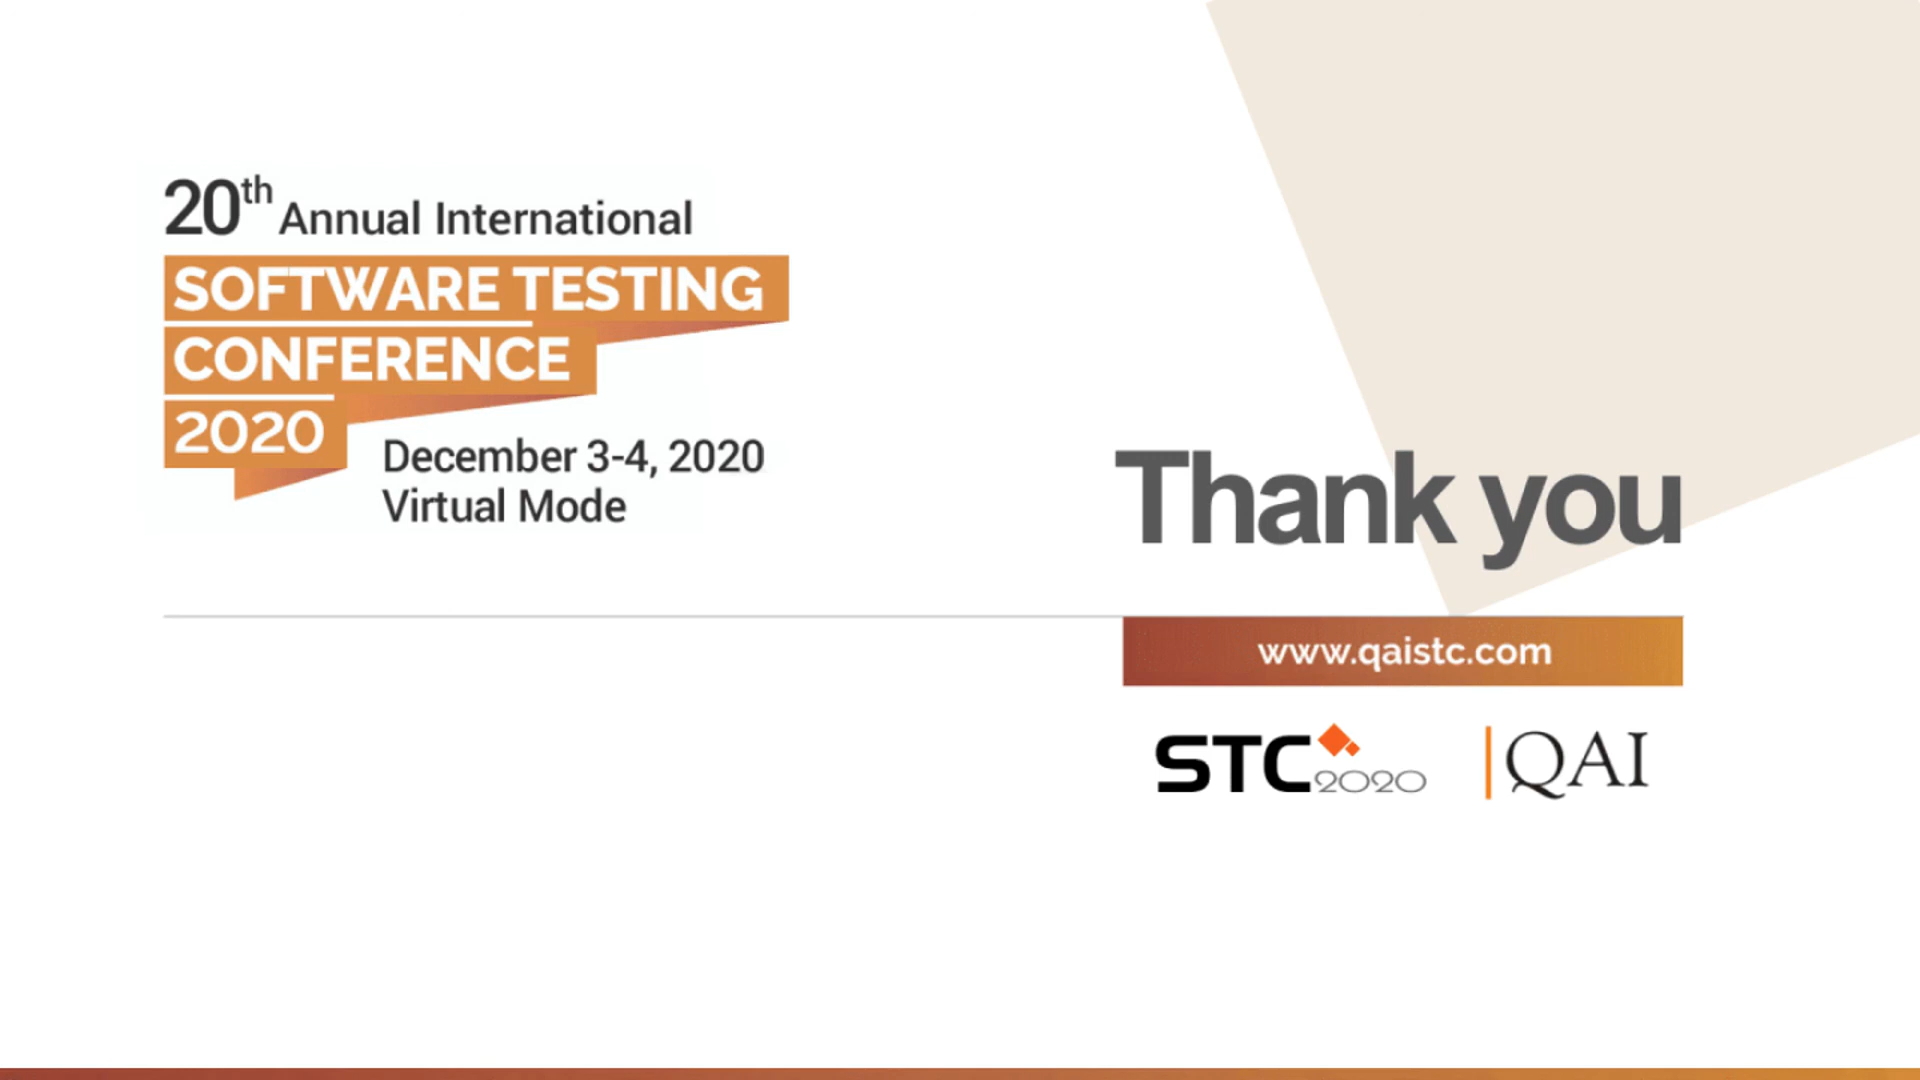 20th Annual International
SOFTWARE TESTING
CONFERENCE
2020
December 3-4, 2020
Virtual Mode
Thank you
www.qaistc.com
STC2020
QAI